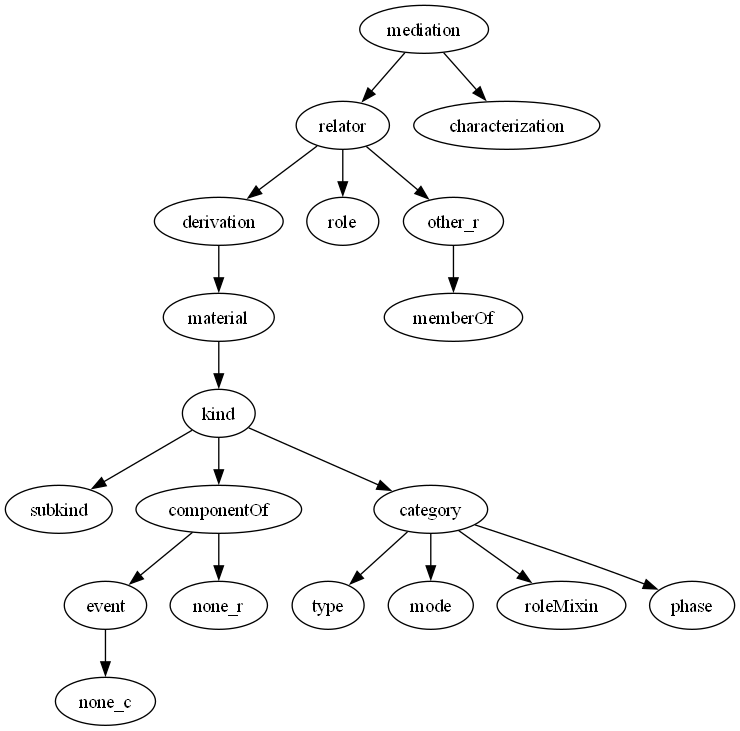 mediation
relator
characterization
derivation
role
other_r
material
memberOf
kind
subkind
componentOf
category
event
none_r
type
mode
roleMixin
phase
none_c